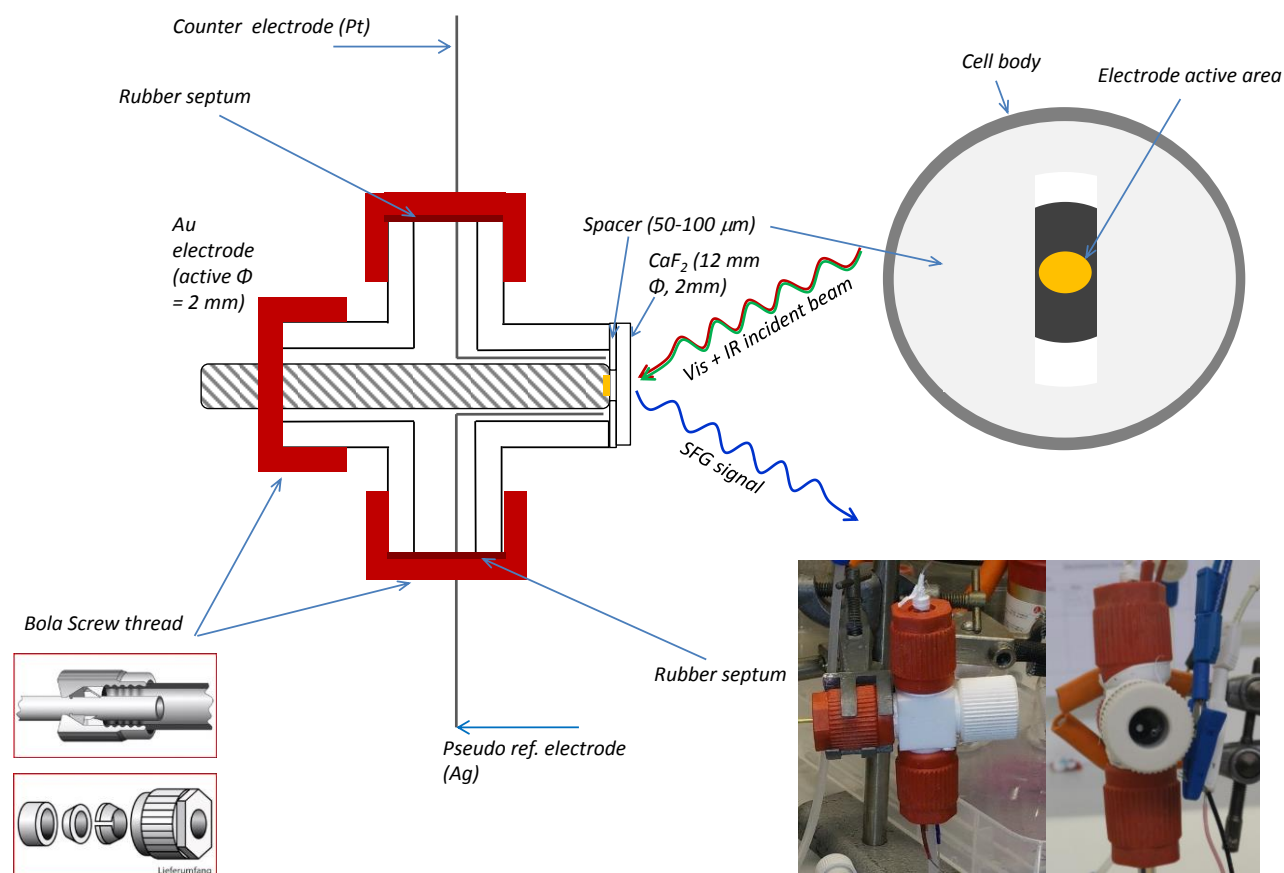 Counter electrode (Pt)
Rubber septum
Cell body
Electrode active area
Au
electrode
(active Φ
= 2 mm)
Spacer (50-100 μm)
CaF2 (12 mm
Φ, 2mm)
Vis + IR incident beam
SFG signal
Bola Screw thread
Rubber septum
Pseudo ref. electrode
(Ag)
Lieferumfang